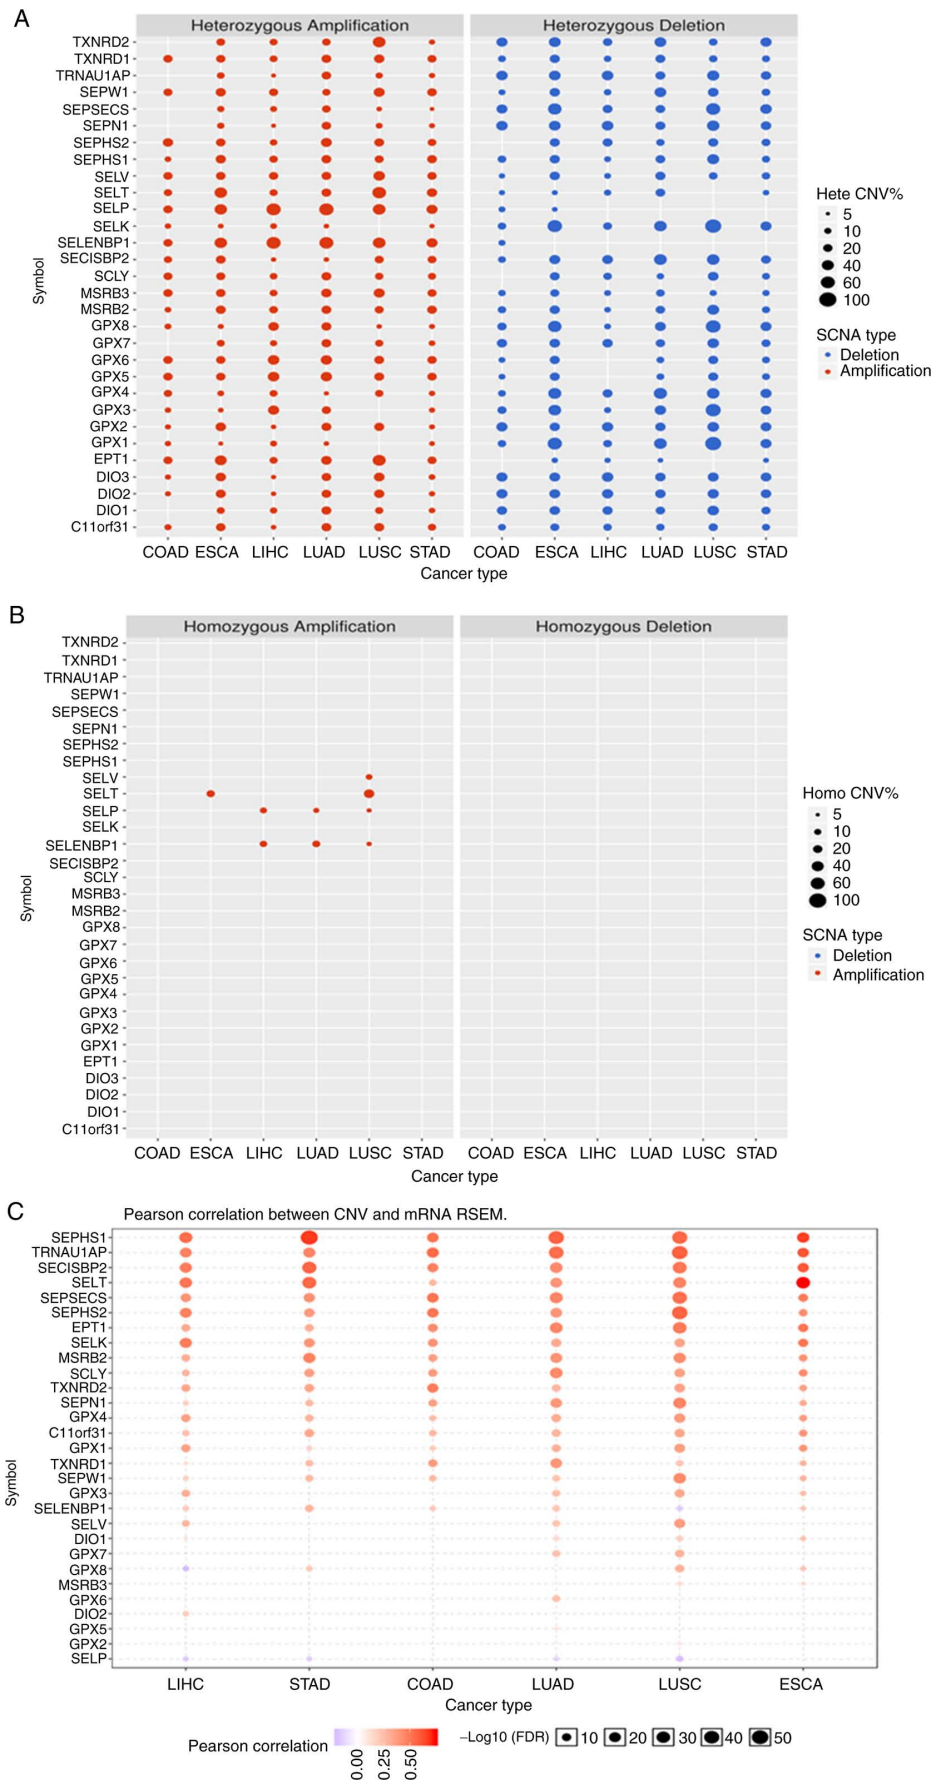 A
Heterozygous Amplification
Heterozygous Deletion
TXNRD2
TXNRD1
TRNAU1AP
SEPW1
SEPSECS
SEPN1
SEPHS2
SEPHS1
SELV
SELT
SELP
SELK
SELENBP1
SECISBP2
SCLY
MSRB3
MSRB2
GPX8
GPX7
GPX6
GPX5
GPX4
GPX3
GPX2
GPX1
EPT1
DIO3
DIO2
DIO1
C11orf31
Symbol
COAD ESCA LIHC LUAD LUSC STAD
COAD ESCA LIHC LUAD LUSC STAD
Cancer type
Hete CNV%
5
10
20
40
60
100
SCNA type
Deletion
Amplification
B
Homozygous Amplification
Homozygous Deletion
TXNRD2
TXNRD1
TRNAU1AP
SEPW1
SEPSECS
SEPN1
SEPHS2
SEPHS1
SELV
SELT
SELP
SELK
SELENBP1
SECISBP2
SCLY
MSRB3
MSRB2
GPX8
GPX7
GPX6
GPX5
GPX4
GPX3
GPX2
GPX1
EPT1
DIO3
DIO2
DIO1
C11orf31
Symbol
COAD ESCA LIHC LUAD LUSC STAD
COAD ESCA LIHC LUAD LUSC STAD
Cancer type
Homo CNV%
5
10
20
40
60
100
SCNA type
Deletion
Amplification
C
Pearson correlation between CNV and mRNA RSEM.
SEPHS1
TRNAU1AP
SECISBP2
SELT
SEPSECS
SEPHS2
EPT1
SELK
MSRB2
SCLY
TXNRD2
SEPN1
GPX4
C11orf31
GPX1
TXNRD1
SEPW1
GPX3
SELENBP1
SELV
DIO1
GPX7
GPX8
MSRB3
GPX6
DIO2
GPX5
GPX2
SELP
Symbol
LIHC STAD COAD LUAD LUSC ESCA
Cancer type
Pearson correlation
0.00
0.25
0.50
–Log10 (FDR) 10 20 30 40 50